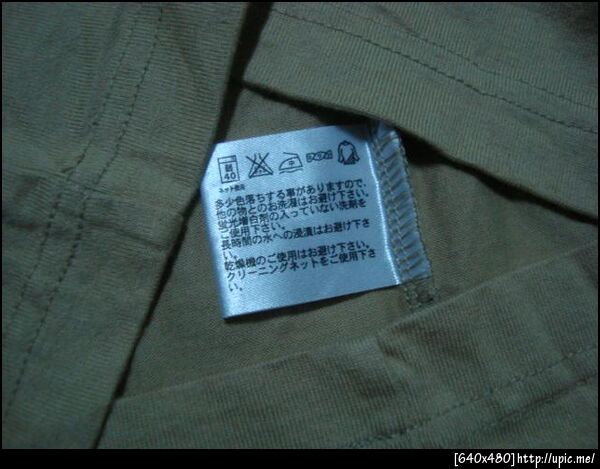 弱
40
ネット使用
多少色落ちする事がありますので、
他の物とのお洗濯はお避け下さい。
蛍光増白剤の入っていない洗剤を
ご使用下さい。
長時間の水への浸漬はお避け下さ
い。
乾燥機のご使用はお避け下さい。
クリーニングネットをご使用下さ
い。
[640x480]http://upic.me/